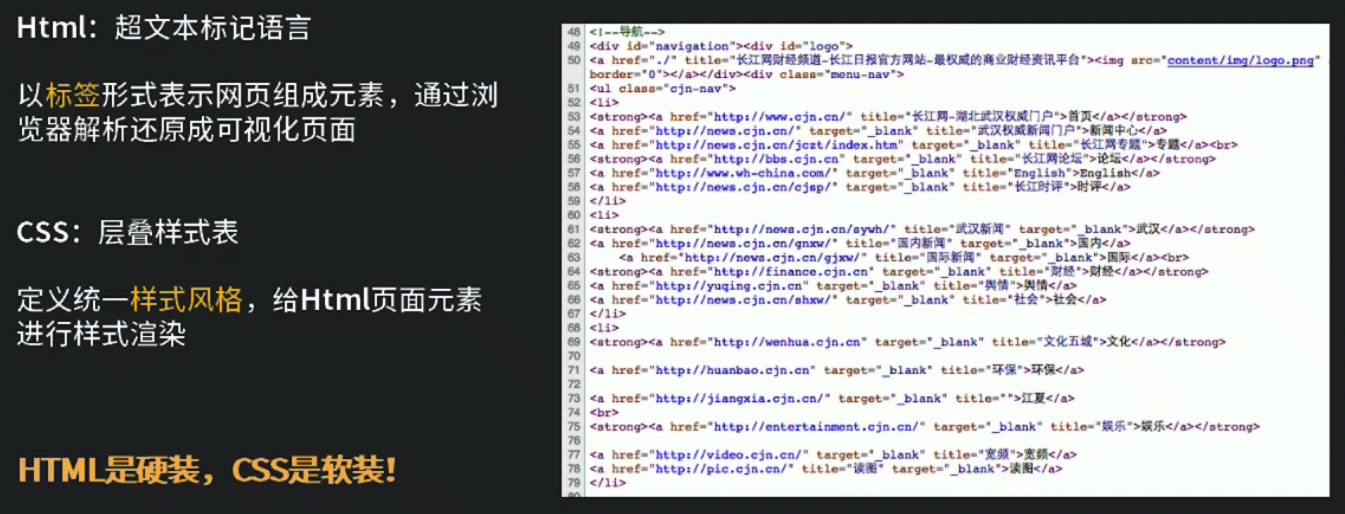 Html：超文本标记语言
以标签形式表示网页组成元素，通过浏
览器解析还原成可视化页面
CSS：层叠样式表
定义统一样式风格，给Html页面元素
进行样式渲染
HTML是硬装，CSS是软装！
48 <!--导航-->
49 <div id="navigation"><div id="logo">
50 <a href="./" title="长江网财经频道-长江日报官方网站-最权威的商业财经资讯平台"><img src="content/img/logo.png"
border="0"></a></div><div class="menu-nav">
51 <ul class="cjn-nav">
52 <li>
53 <strong><a href="http://www.cjn.cn/" title="长江网-湖北武汉权威门户">首页</a></strong>
54 <a href="http://news.cjn.cn/" target="_blank" title="武汉权威新闻门户">新闻中心</a>
55 <a href="http://news.cjn.cn/jczt/index.htm" target="_blank" title="长江网专题">专题</a><br>
56 <strong><a href="http://bbs.cjn.cn" target="_blank" title="长江网论坛">论坛</a></strong>
57 <a href="http://www.wh-china.com/" target="_blank" title="English">English</a>
58 <a href="http://news.cjn.cn/cjsp/" target="_blank" title="长江时评">时评</a>
59 </li>
60 <li>
61 <strong><a href="http://news.cjn.cn/sywh/" title="武汉新闻" target="_blank">武汉</a></strong>
62 <a href="http://news.cjn.cn/gnxw/" title="国内新闻" target="_blank">国内</a>
63 <a href="http://news.cjn.cn/gjxw/" title="国际新闻" target="_blank">国际</a><br>
64 <strong><a href="http://finance.cjn.cn" target="_blank" title="财经">财经</a></strong>
65 <a href="http://yuqing.cjn.cn" target="_blank" title="舆情">舆情</a>
66 <a href="http://news.cjn.cn/shxw/" target="_blank" title="社会">社会</a>
67 </li>
68 <li>
69 <strong><a href="http://wenhua.cjn.cn" target="_blank" title="文化五城">文化</a></strong>
70
71 <a href="http://huanbao.cjn.cn" target="_blank" title="环保">环保</a>
72
73 <a href="http://jiangxia.cjn.cn/" target="_blank" title="">江夏</a>
74 <br>
75 <strong><a href="http://entertainment.cjn.cn/" target="_blank" title="娱乐">娱乐</a></strong>
76
77 <a href="http://video.cjn.cn/" target="_blank" title="宽频">宽频</a>
78 <a href="http://pic.cjn.cn/" title="读图" target="_blank">读图</a>
79 </li>